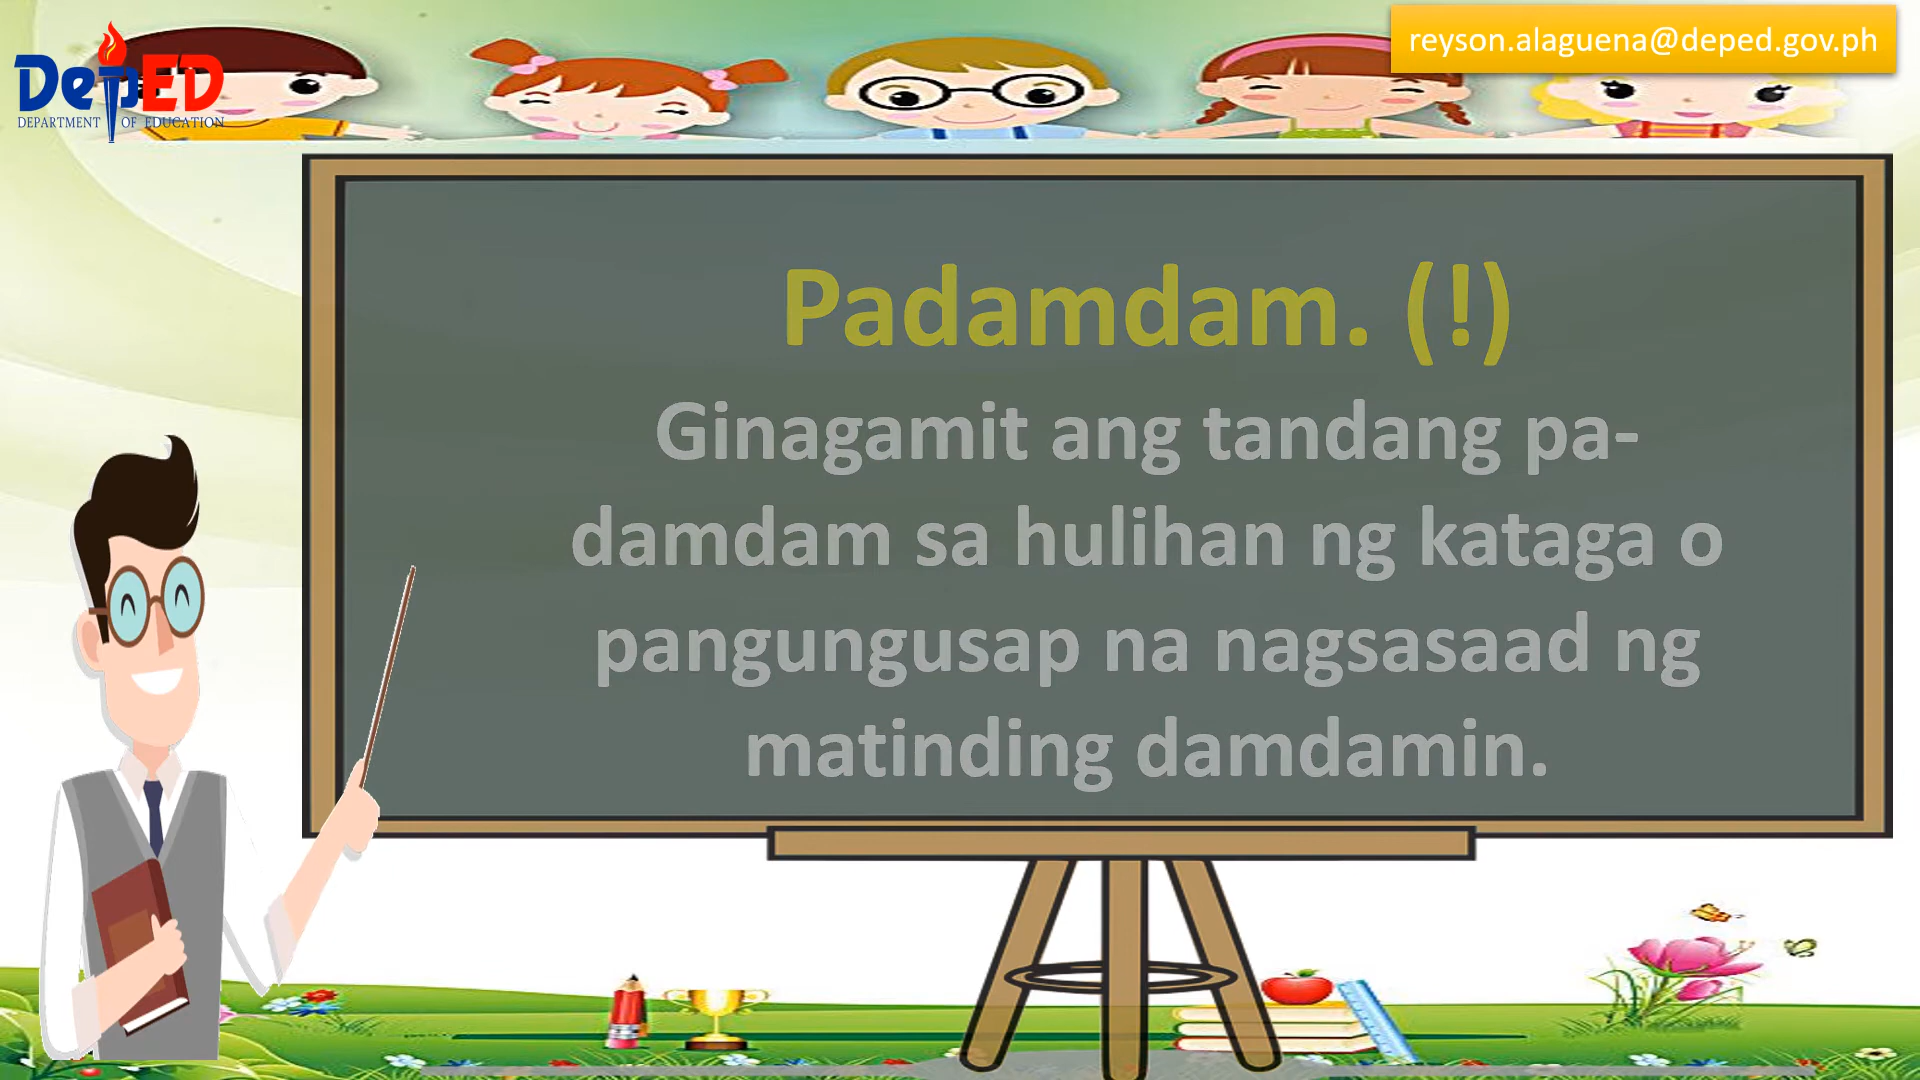 DepED
DEPARTMENT OF EDUCATION
reyson.alaguena@deped.gov.ph
Padamdam. (!)
Ginagamit ang tandang pa-
damdam sa hulihan ng kataga o
pangungusap na nagsasaad ng
matinding damdamin.